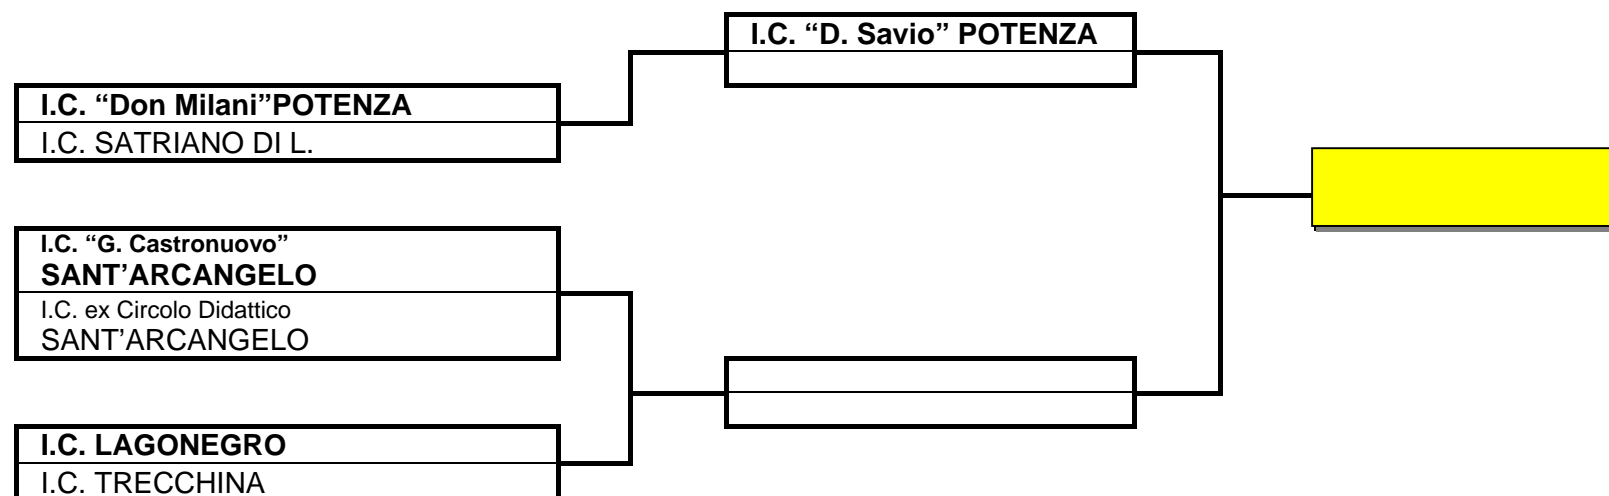 I.C. “D. Savio” POTENZA
I.C. “Don Milani”POTENZA
I.C. SATRIANO DI L.
I.C. “G. Castronuovo”
SANT’ARCANGELO
I.C. ex Circolo Didattico
SANT’ARCANGELO
I.C. LAGONEGRO
I.C. TRECCHINA